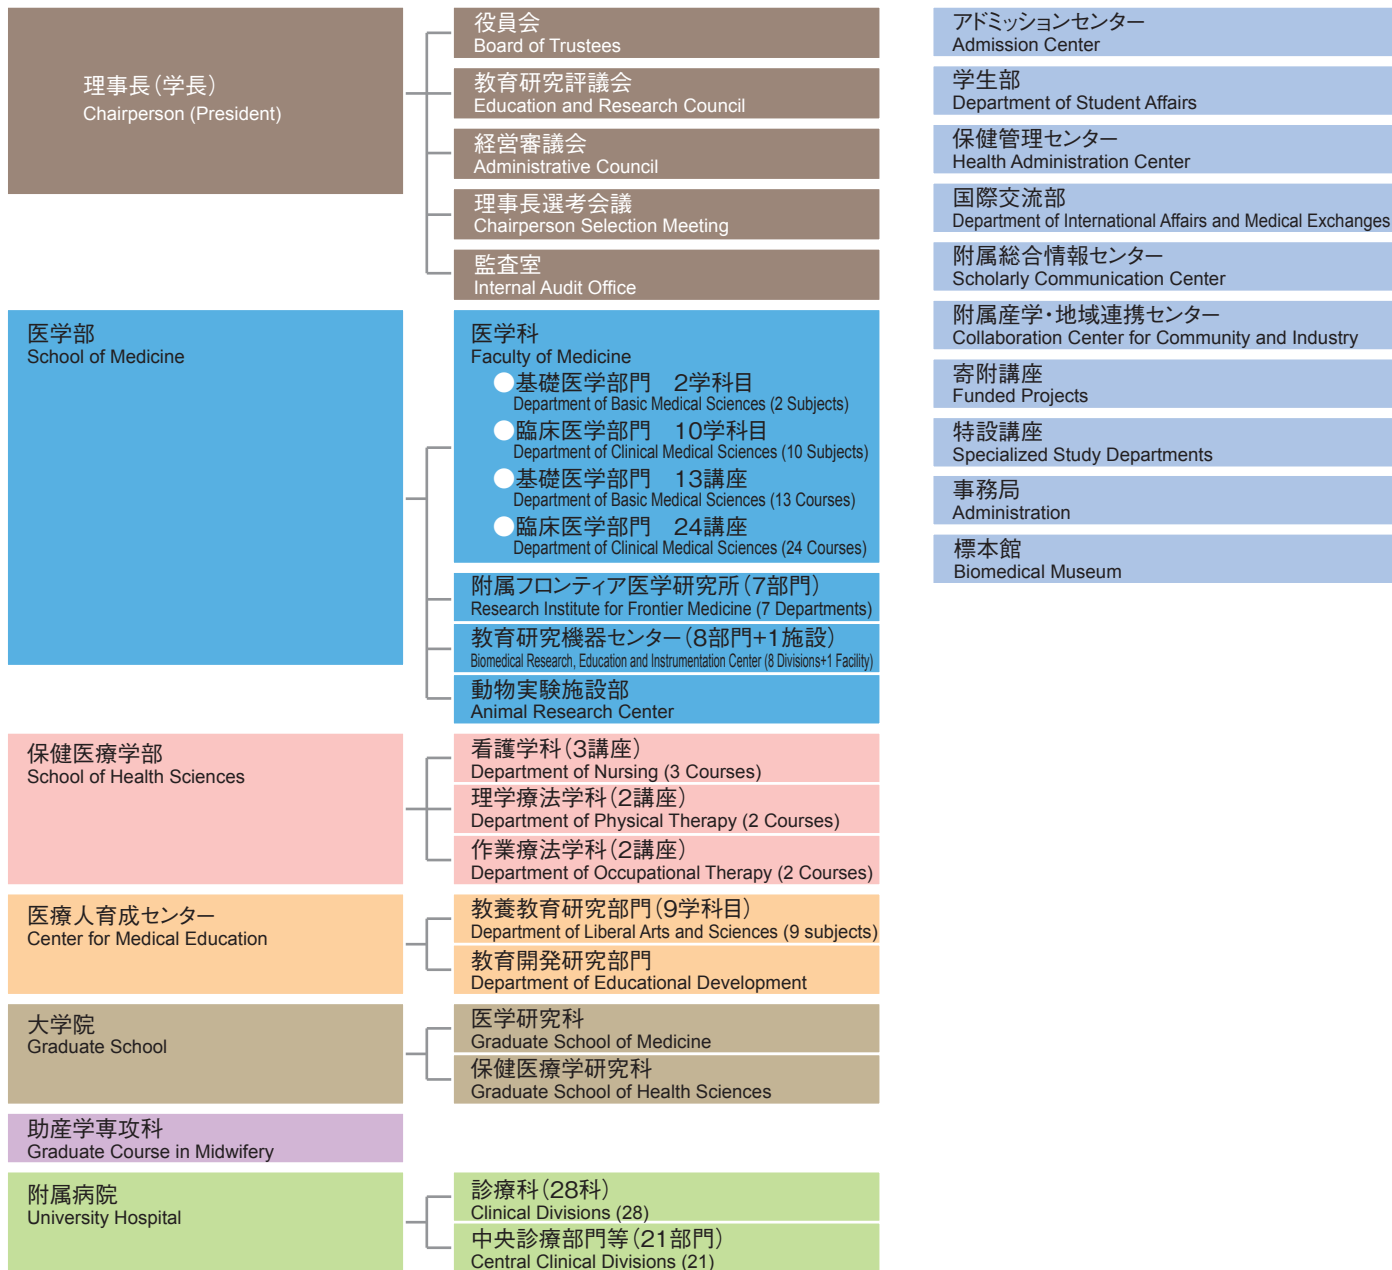 理事長（学長）
Chairperson (President)
役員会
Board of Trustees
教育研究評議会
Education and Research Council
経営審議会
Administrative Council
理事長選考会議
Chairperson Selection Meeting
監査室
Internal Audit Office
医学部
School of Medicine
医学科
Faculty of Medicine
●基礎医学部門　2学科目
Department of Basic Medical Sciences (2 Subjects)
●臨床医学部門　10学科目
Department of Clinical Medical Sciences (10 Subjects)
●基礎医学部門　13講座
Department of Basic Medical Sciences (13 Courses)
●臨床医学部門　24講座
Department of Clinical Medical Sciences (24 Courses)
附属フロンティア医学研究所（7部門）
Research Institute for Frontier Medicine (7 Departments)
教育研究機器センター（8部門+1施設）
Biomedical Research, Education and Instrumentation Center (8 Divisions+1 Facility)
動物実験施設部
Animal Research Center
保健医療学部
School of Health Sciences
看護学科（3講座）
Department of Nursing (3 Courses)
理学療法学科（2講座）
Department of Physical Therapy (2 Courses)
作業療法学科（2講座）
Department of Occupational Therapy (2 Courses)
医療人育成センター
Center for Medical Education
教養教育研究部門（9学科目）
Department of Liberal Arts and Sciences (9 subjects)
教育開発研究部門
Department of Educational Development
大学院
Graduate School
医学研究科
Graduate School of Medicine
保健医療学研究科
Graduate School of Health Sciences
助産学専攻科
Graduate Course in Midwifery
附属病院
University Hospital
診療科（28科）
Clinical Divisions (28)
中央診療部門等（21部門）
Central Clinical Divisions (21)
アドミッションセンター
Admission Center
学生部
Department of Student Affairs
保健管理センター
Health Administration Center
国際交流部
Department of International Affairs and Medical Exchanges
附属総合情報センター
Scholarly Communication Center
附属産学・地域連携センター
Collaboration Center for Community and Industry
寄附講座
Funded Projects
特設講座
Specialized Study Departments
事務局
Administration
標本館
Biomedical Museum